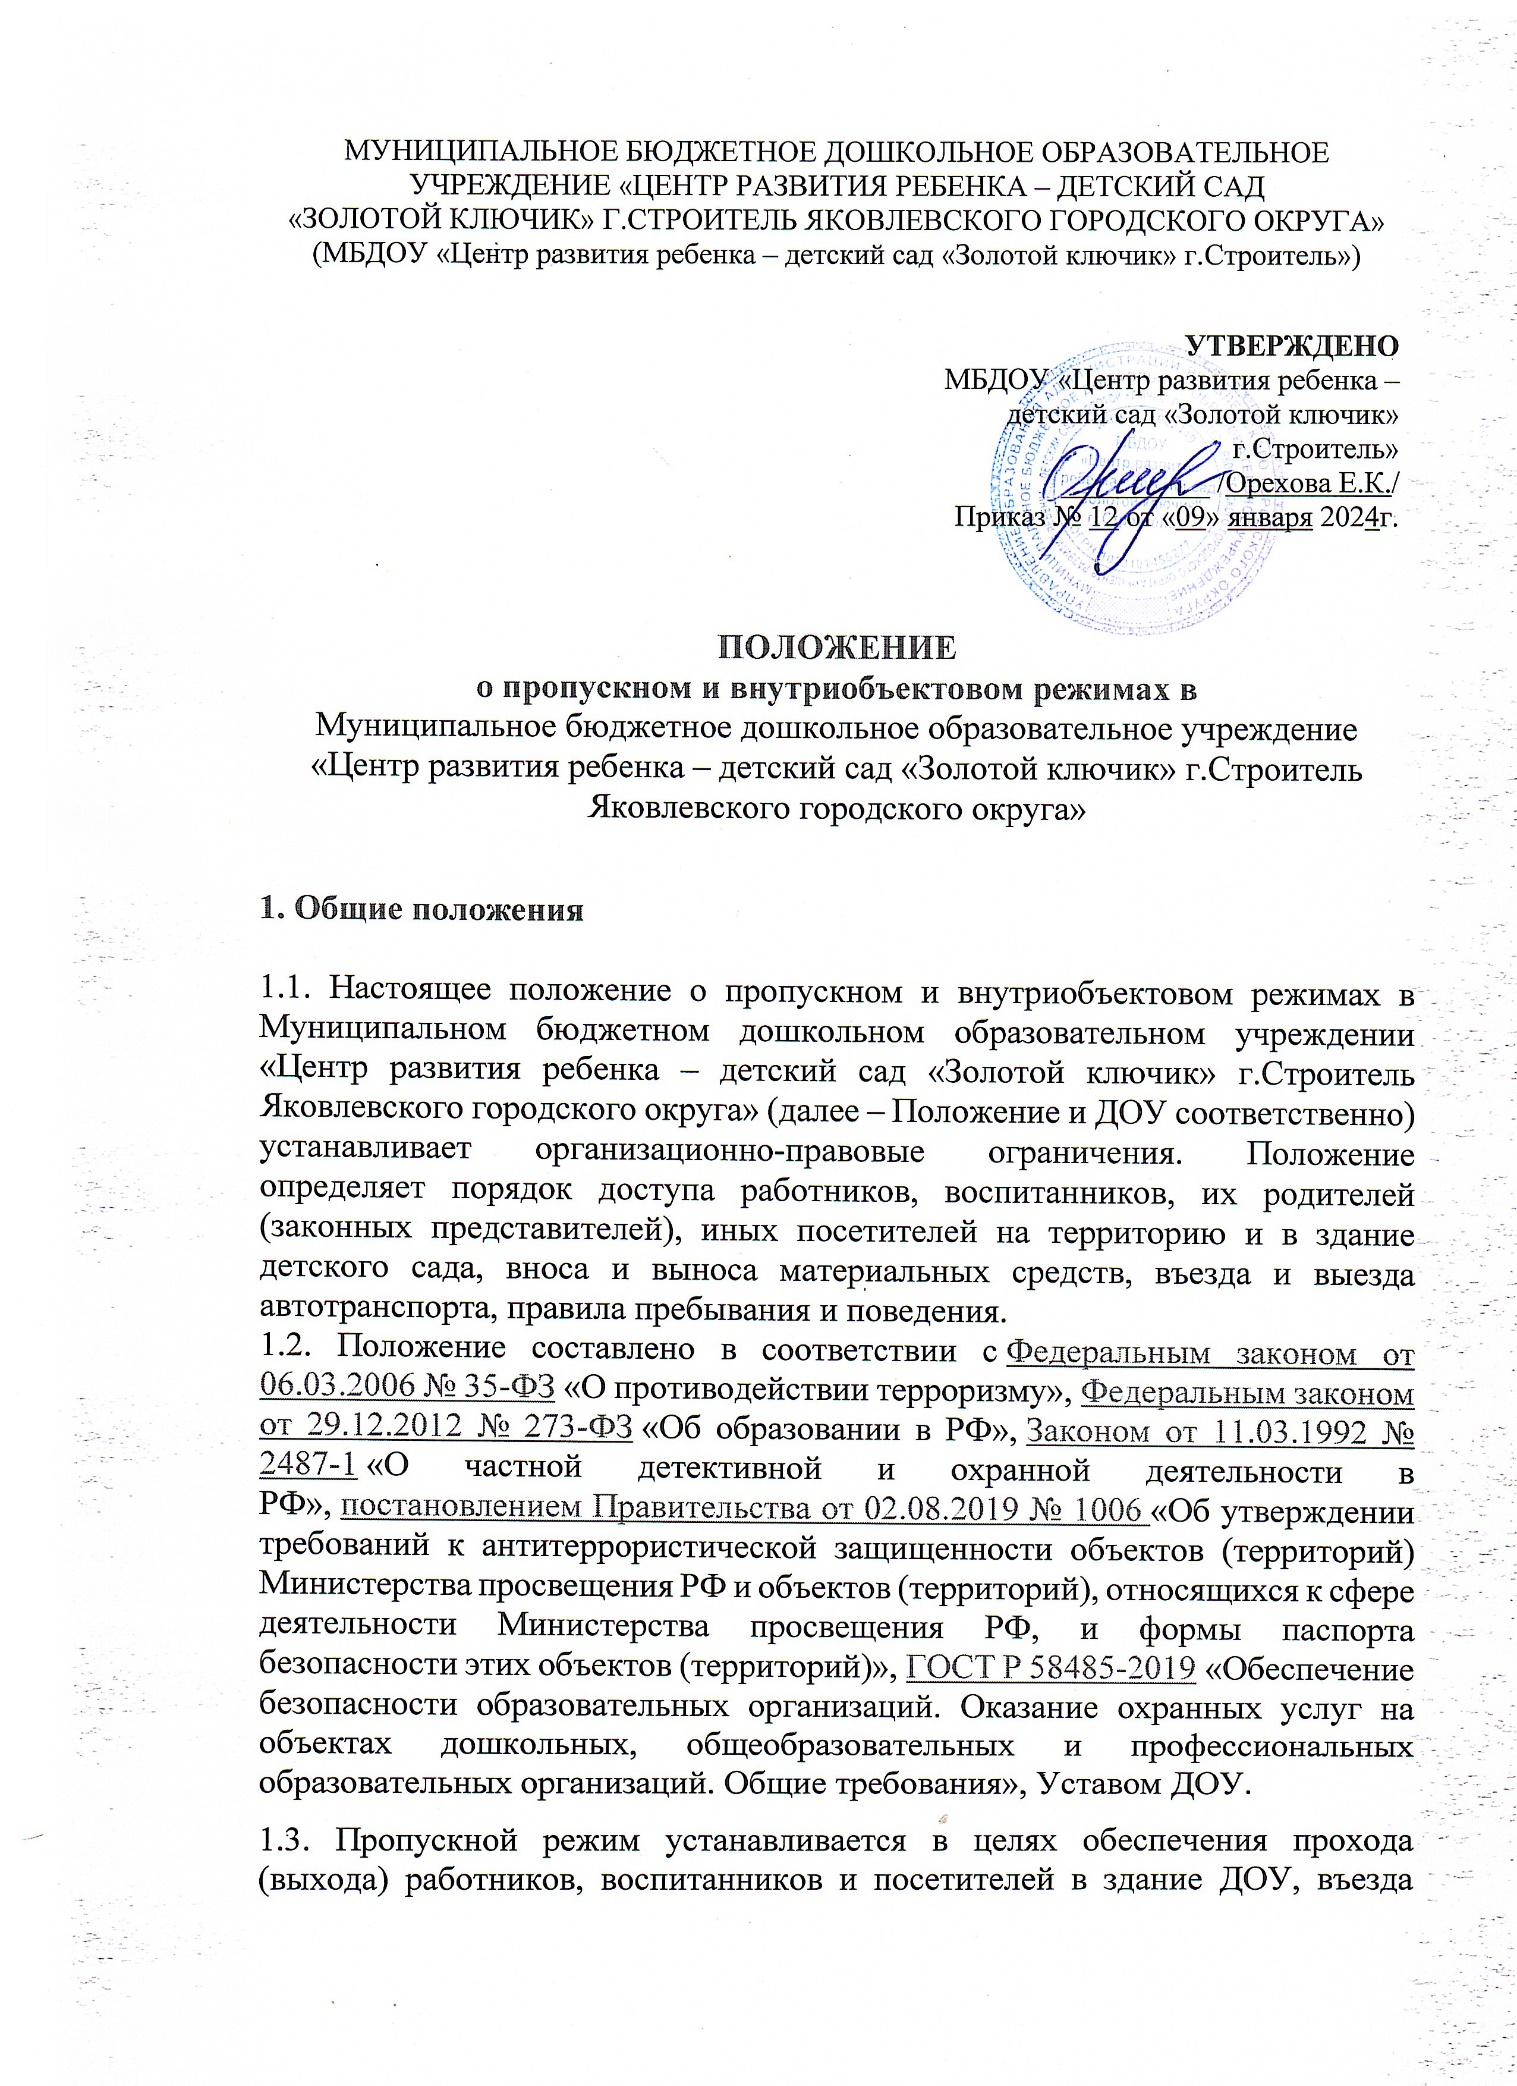 МУНИЦИПАЛЬНОЕ БЮДЖЕТНОЕ ДОШКОЛЬНОЕ ОБРАЗОВАТЕЛЬНОЕ
УЧРЕЖДЕНИЕ «ЦЕНТР РАЗВИТИЯ РЕБЕНКА – ДЕТСКИЙ САД
«ЗОЛОТОЙ КЛЮЧИК» Г.СТРОИТЕЛЬ ЯКОВЛЕВСКОГО ГОРОДСКОГО ОКРУГА»
(МБДОУ «Центр развития ребенка – детский сад «Золотой ключик» г.Строитель»)
УТВЕРЖДЕНО
МБДОУ «Центр развития ребенка –
детский сад «Золотой ключик»
г.Строитель»
/Орехова Е.К./
Приказ № 12 от «09» января 2024г.
ПОЛОЖЕНИЕ
о пропускном и внутриобъектовом режимах в
Муниципальное бюджетное дошкольное образовательное учреждение
«Центр развития ребенка – детский сад «Золотой ключик» г.Строитель
Яковлевского городского округа»
1. Общие положения
1.1. Настоящее положение о пропускном и внутриобъектовом режимах в
Муниципальном бюджетном дошкольном образовательном учреждении
«Центр развития ребенка – детский сад «Золотой ключик» г.Строитель
Яковлевского городского округа» (далее – Положение и ДОУ соответственно)
устанавливает организационно-правовые ограничения. Положение
определяет порядок доступа работников, воспитанников, их родителей
(законных представителей), иных посетителей на территорию и в здание
детского сада, вноса и выноса материальных средств, въезда и выезда
автотранспорта, правила пребывания и поведения.
1.2. Положение составлено в соответствии с Федеральным законом от
06.03.2006 № 35-ФЗ «О противодействии терроризму», Федеральным законом
от 29.12.2012 № 273-ФЗ «Об образовании в РФ», Законом от 11.03.1992 №
2487-1 «О частной детективной и охранной деятельности в
РФ», постановлением Правительства от 02.08.2019 № 1006 «Об утверждении
требований к антитеррористической защищенности объектов (территорий)
Министерства просвещения РФ и объектов (территорий), относящихся к сфере
деятельности Министерства просвещения РФ, и формы паспорта
безопасности этих объектов (территорий)», ГОСТ Р 58485-2019 «Обеспечение
безопасности образовательных организаций. Оказание охранных услуг на
объектах дошкольных, общеобразовательных и профессиональных
образовательных организаций. Общие требования», Уставом ДОУ.
1.3. Пропускной режим устанавливается в целях обеспечения прохода
(выхода) работников, воспитанников и посетителей в здание ДОУ, въезда